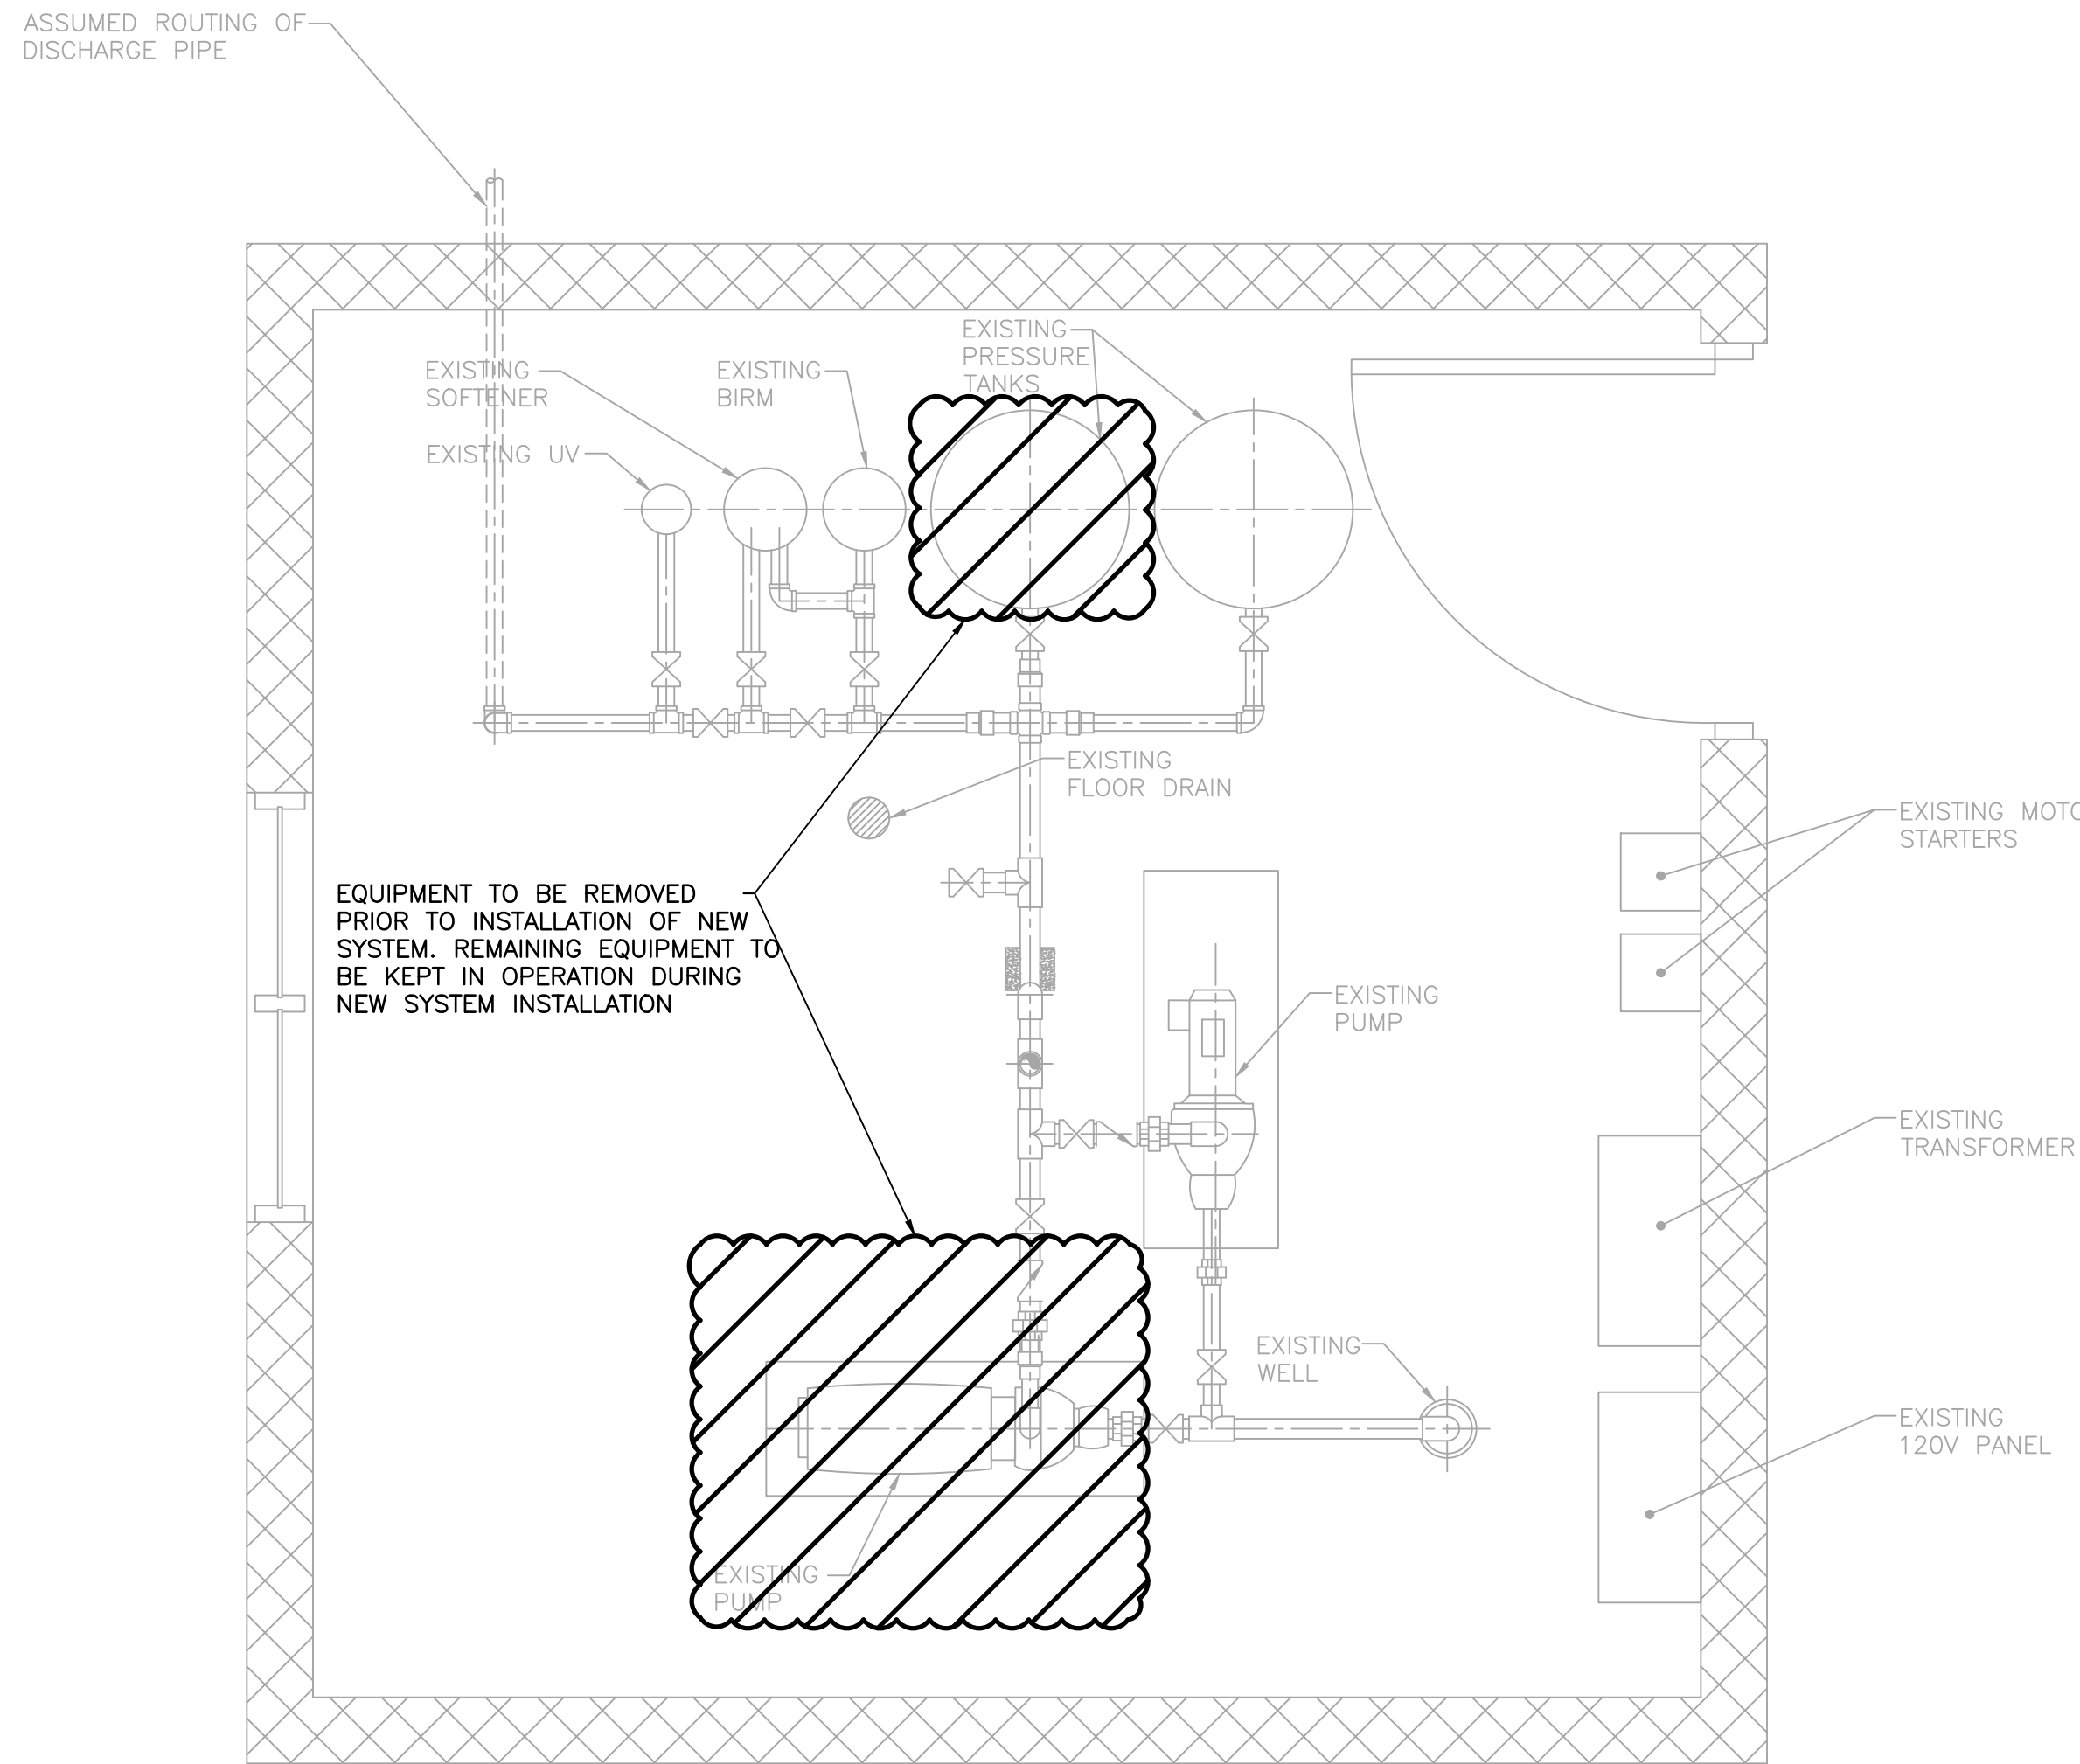 ASSUMED ROUTING OF
DISCHARGE PIPE
EXISTING
SOFTENER
EXISTING
BIRM
EXISTING
PRESSURE
TANKS
EXISTING UV
EXISTING
FLOOR DRAIN
EXISTING MOTO
STARTERS
EQUIPMENT TO BE REMOVED
PRIOR TO INSTALLATION OF NEW
SYSTEM. REMAINING EQUIPMENT TO
BE KEPT IN OPERATION DURING
NEW SYSTEM INSTALLATION
EXISTING
PUMP
EXISTING
TRANSFORMER
EXISTING
WELL
EXISTING
120V PANEL
EXISTING
PUMP